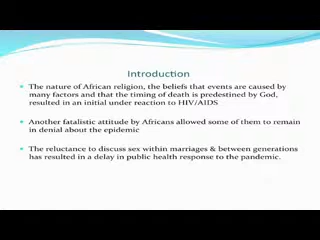 Introduction
• The nature of African religion, the beliefs that events are caused by
many factors and that the timing of death is predestined by God,
resulted in an initial under reaction to HIV/AIDS
• Another fatalistic attitude by Africans allowed some of them to remain
in denial about the epidemic
• The reluctance to discuss sex within marriages & between generations
has resulted in a delay in public health response to the pandemic.